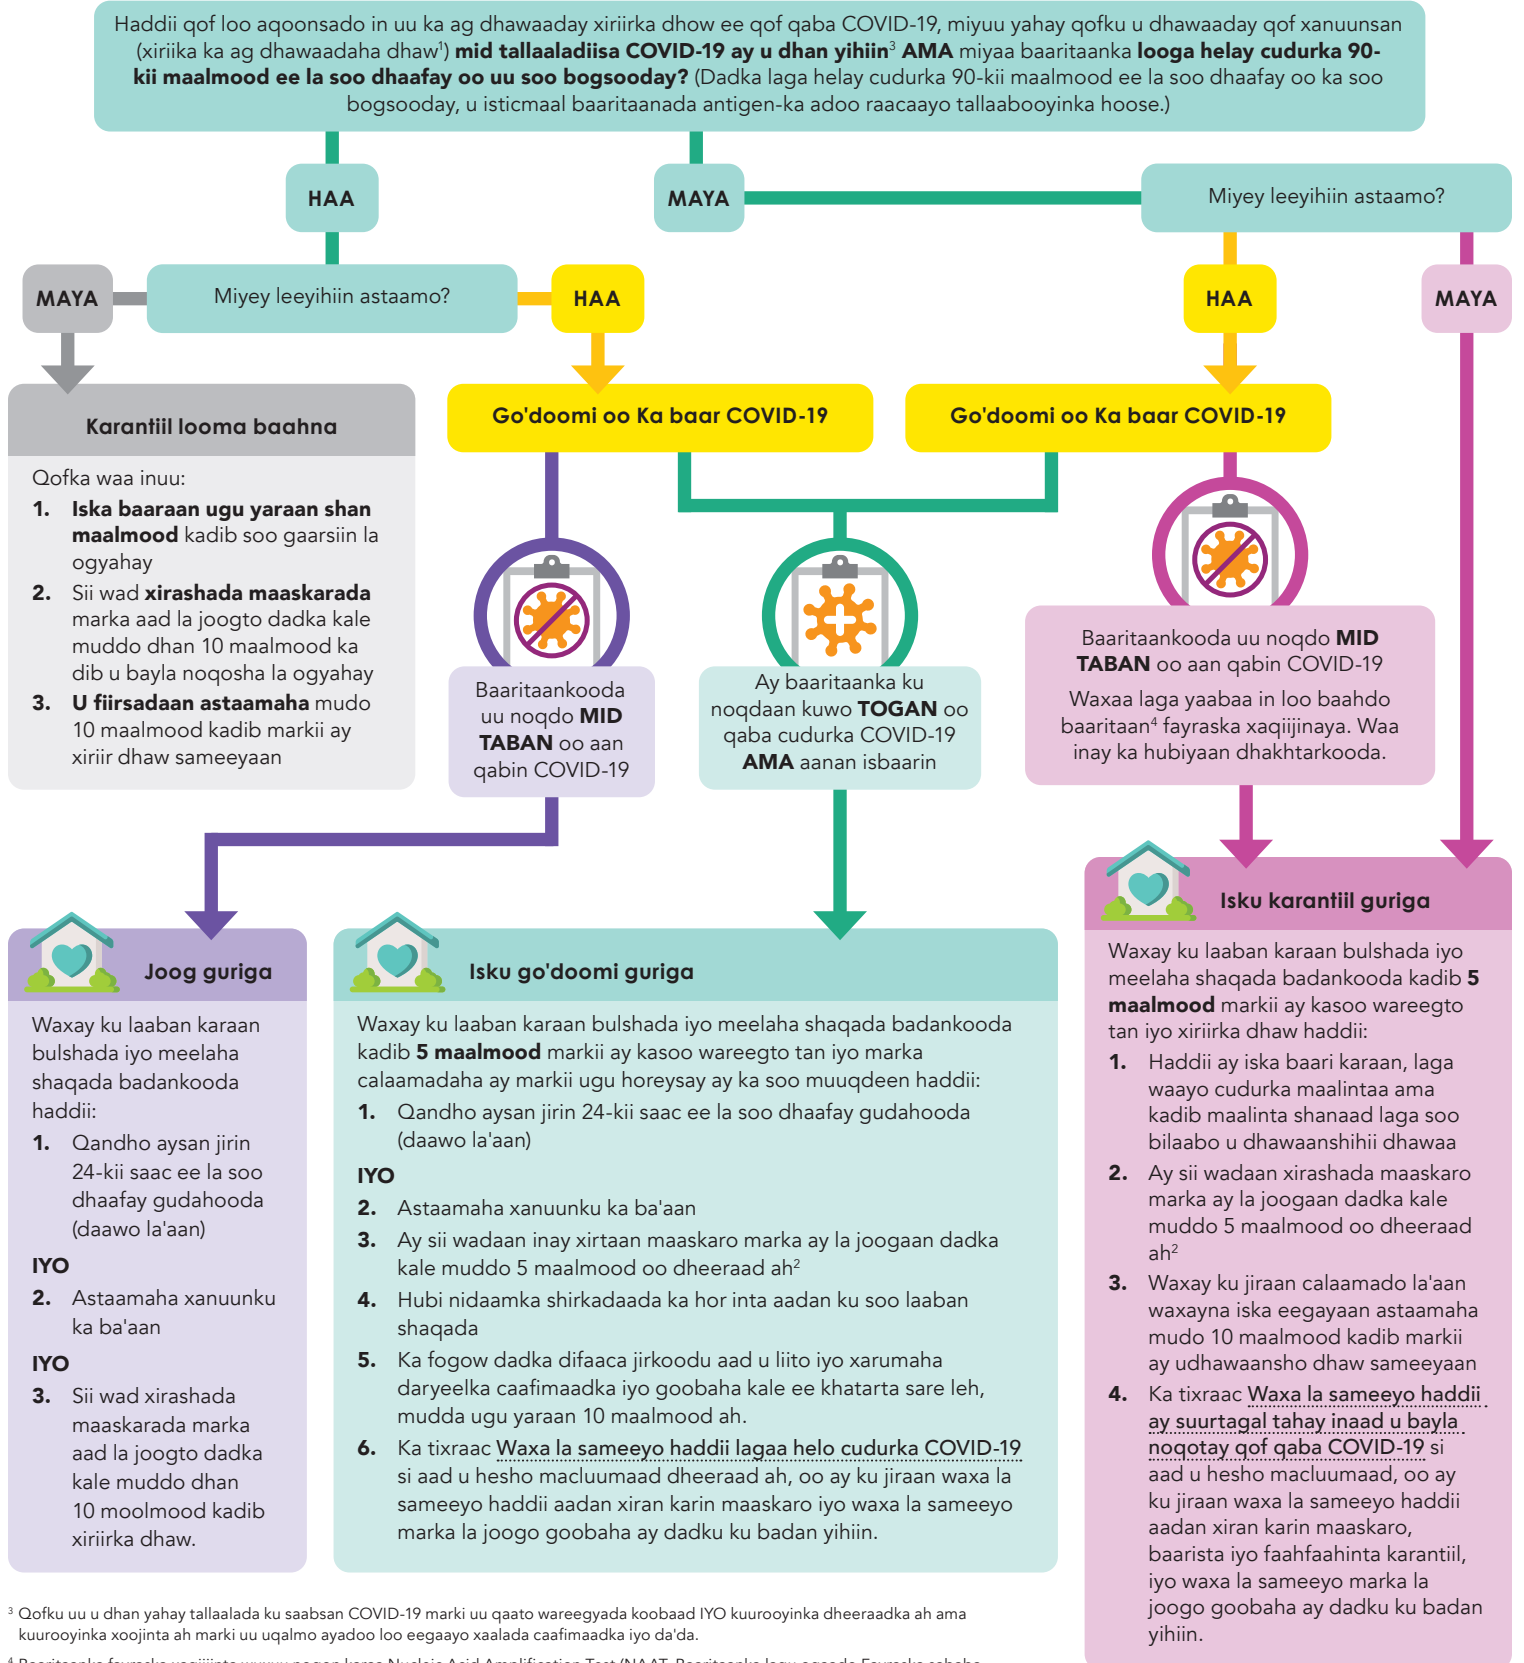 Haddii qof loo aqoonsado in uu ka ag dhawaaday xiriirka dhow ee qof qaba COVID-19, miyuu yahay qofku u dhawaaday qof xanuunsan
(xiriika ka ag dhawaadaha dhaw¹) mid tallaaladiisa COVID-19 ay u dhan yihiin³ AMA miyaa baaritaanka looga helay cudurka 90-
kii maalmood ee la soo dhaafay oo uu soo bogsooday? (Dadka laga helay cudurka 90-kii maalmood ee la soo dhaafay oo ka soo
bogsooday, u isticmaal baaritaanada antigen-ka adoo raacaayo tallaabooyinka hoose.)
HAA
MAYA
Miyey leeyihiin astaamo?
MAYA
Miyey leeyihiin astaamo?
HAA
HAA
MAYA
Karantiil looma baahna
Qofka waa inuu:
1. Iska baaraan ugu yaraan shan
maalmood kadib soo gaarsiin la
ogyahay
2. Sii wad xirashada maaskarada
marka aad la joogto dadka kale
muddo dhan 10 maalmood ka
dib u bayla noqosha la ogyahay
3. U fiirsadaan astaamaha mudo
10 maalmood kadib markii ay
xiriir dhaw sameeyaan
Go'doomi oo Ka baar COVID-19
Go'doomi oo Ka baar COVID-19
Baaritaankooda
uu noqdo MID
TABAN oo aan
qabin COVID-19
Ay baaritaanka ku
noqdaan kuwo TOGAN oo
qaba cudurka COVID-19
AMA aanan isbaarin
Baaritaankooda uu noqdo MID
TABAN oo aan qabin COVID-19
Waxaa laga yaabaa in loo baahdo
baaritaan⁴ fayraska xaqiijinaya. Waa
inay ka hubiyaan dhakhtarkooda.
Joog guriga
Waxay ku laaban karaan
bulshada iyo meelaha
shaqada badankooda
haddii:
1. Qandho aysan jirin
24-kii saac ee la soo
dhaafay gudahooda
(daawo la'aan)
IYO
2. Astaamaha xanuunku
ka ba'aan
IYO
3. Sii wad xirashada
maaskarada marka
aad la joogto dadka
kale muddo dhan
10 moolmood kadib
xiriirka dhaw.
Isku go'doomi guriga
Waxay ku laaban karaan bulshada iyo meelaha shaqada badankooda
kadib 5 maalmood markii ay kasoo wareegto tan iyo marka
calaamadaha ay markii ugu horeysay ay ka soo muuqdeen haddii:
1. Qandho aysan jirin 24-kii saac ee la soo dhaafay gudahooda
(daawo la'aan)
IYO
2. Astaamaha xanuunku ka ba'aan
3. Ay sii wadaan inay xirtaan maaskaro marka ay la joogaan dadka
kale muddo 5 maalmood oo dheeraad ah²
4. Hubi nidaamka shirkadaada ka hor inta aadan ku soo laaban
shaqada
5. Ka fogow dadka difaaca jirkoodu aad u liito iyo xarumaha
daryeelka caafimaadka iyo goobaha kale ee khatarta sare leh,
mudda ugu yaraan 10 maalmood ah.
6. Ka tixraac Waxa la sameeyo haddii lagaa helo cudurka COVID-19
si aad u hesho macluumaad dheeraad ah, oo ay ku jiraan waxa la
sameeyo haddii aadan xiran karin maaskaro iyo waxa la sameeyo
marka la joogo goobaha ay dadku ku badan yihiin.
Isku karantiil guriga
Waxay ku laaban karaan bulshada iyo
meelaha shaqada badankooda kadib 5
maalmood markii ay kasoo wareegto
tan iyo xiriirka dhaw haddii:
1. Haddii ay iska baari karaan, laga
waayo cudurka maalintaa ama
kadib maalinta shanaad laga soo
bilaabo u dhawaanshihii dhawaa
2. Ay sii wadaan xirashada maaskaro
marka ay la joogaan dadka kale
muddo 5 maalmood oo dheeraad
ah²
3. Waxay ku jiraan calaamado la'aan
waxayna iska eegayaan astaamaha
mudo 10 maalmood kadib markii
ay udhawaansho dhaw sameeyaan
4. Ka tixraac Waxa la sameeyo haddii
ay suurtagal tahay inaad u bayla
noqotay qof qaba COVID-19 si
aad u hesho macluumaad, oo ay
ku jiraan waxa la sameeyo haddii
aadan xiran karin maaskaro,
baarista iyo faahfaahinta karantiil,
iyo waxa la sameeyo marka la
joogo goobaha ay dadku ku badan
yihiin.
³ Qofku uu u dhan yahay tallaalada ku saabsan COVID-19 marki uu qaato wareegyada koobaad IYO kuurooyinka dheeraadka ah ama
kuurooyinka xoojinta ah marki uu uqalmo ayadoo loo eegaayo xaalada caafimaadka iyo da'da.